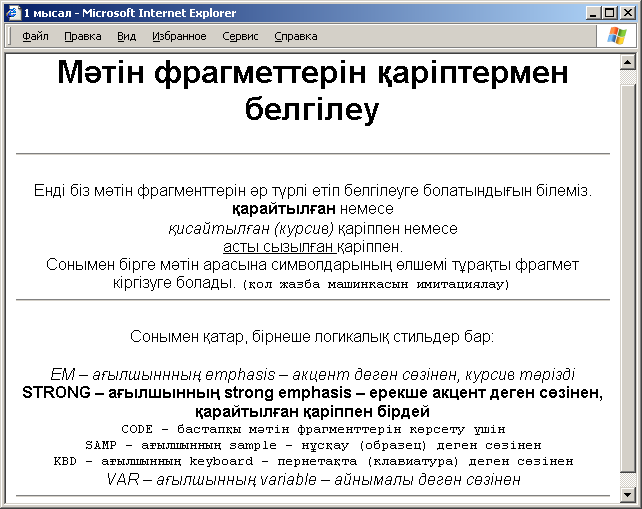 1 мысал - Microsoft Internet Explorer
Файл Правка Вид Избранное Сервис Справка
Мәтін фрагметтерін қаріптермен
белгілеу
Енді біз мәтін фрагменттерін әр түрлі етіп белгілеуге болатындығын білеміз.
қарайтылған немесе
қисайтылған (курсив) қаріппен немесе
асты сызылған қаріппен.
Сонымен бірге мәтін арасына символдарының өлшемі тұрақты фрагмет
кіргізуге болады. (қол жазба машинкасын имитациялау)
Сонымен қатар, бірнеше логикалық стильдер бар:
EM – ағылшыннның emphasis – акцент деген сөзінен, курсив тәрізді
STRONG – ағылшынның strong emphasis – ерекше акцент деген сөзінен,
қарайтылған қаріппен бірдей
CODE – бастапқы мәтін фрагменттерін көрсету үшін
SAMP – ағылшынның sample – нұсқау (образец) деген сөзінен
KBD – ағылшынның keyboard – пернетақта (клавиатура) деген сөзінен
VAR – ағылшынның variable – айнымалы деген сөзінен